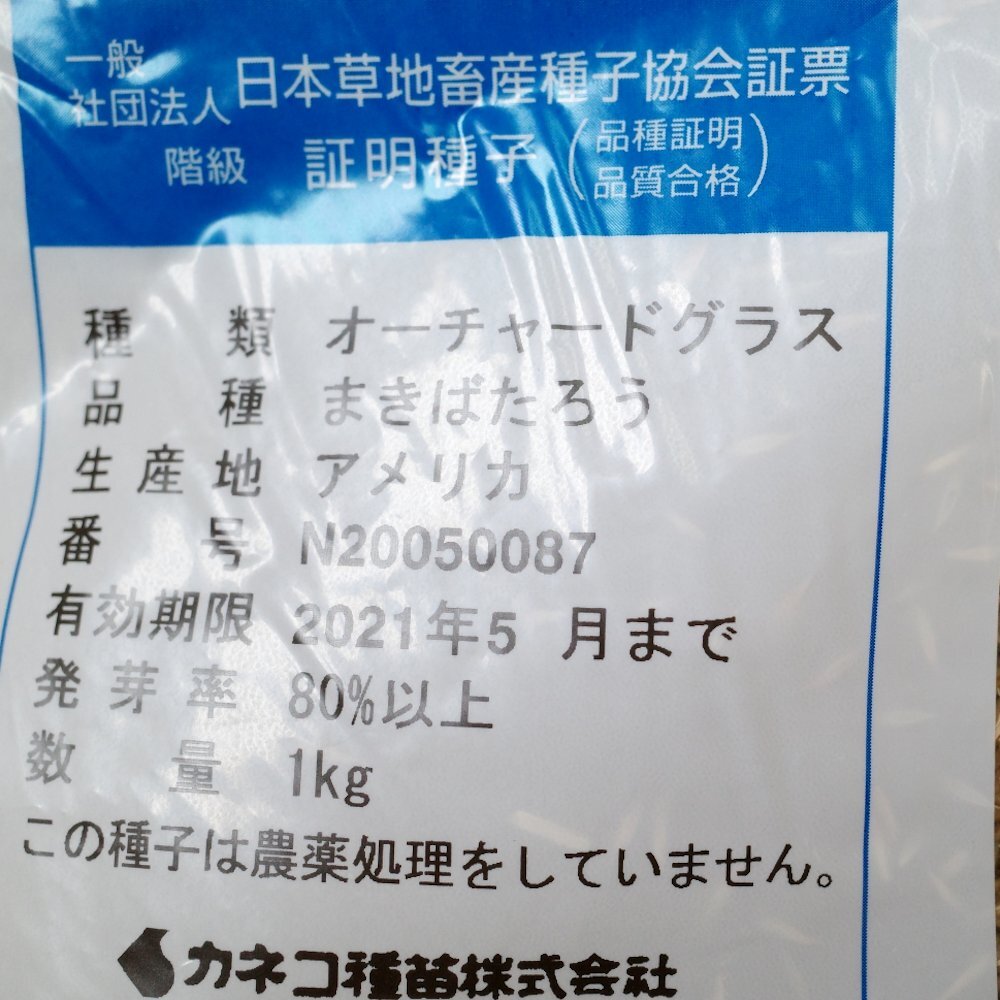 一般
社団法人 日本草地畜産種子協会証票
階級 証明種子 (品種証明
品質合格)
種類 オーチャードグラス
品種 まきばたろう
生産地 アメリカ
番号 N20050087
有効期限 2021年5月まで
発芽率 80%以上
数量 1kg
この種子は農薬処理をしていません。
カネコ種苗株式会社